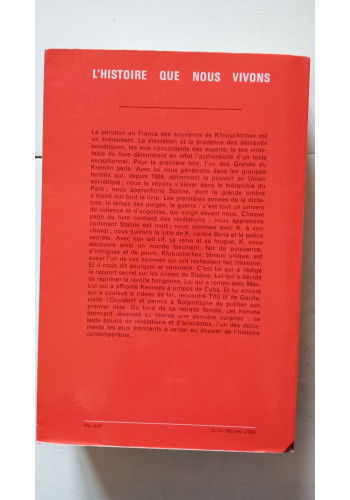 L'HISTOIRE QUE NOUS VIVONS
La parution en France des souvenirs de Khrouchtchev est
un événement. La discrétion et la prudence des démentis
soviétiques, les avis concordants des experts, le ton inimi-
table du livre démontrent en effet l'authenticité d'un texte
exceptionnel. Pour la première fois, l'un des Grands du
Kremlin parle. Avec lui nous pénétrons dans les groupes
fermés qui, depuis 1924, détiennent le pouvoir en Union
soviétique ; nous le voyons s'élever dans la hiérarchie du
Parti ; nous approchons Staline, dont la grande ombre
s'étend sur tout le livre. Les premières années de la dicta-
ture, le temps des purges, la guerre : c'est tout un univers
de violence et d'angoisse, qui surgit devant nous. Chaque
page du livre contient des révélations : nous apprenons
comment Staline est mort ; nous sommes avec K. à son
chevet ; nous suivons la lutte de K. contre Beria et la police
secrète. Avec son œil vif, sa verve et sa fougue, K. nous
découvre ainsi un monde fascinant, fait de puissance,
d'intrigues et de peurs. Khrouchtchev, témoin unique, est
aussi l'un de ces hommes qui ont réellement fait l'Histoire.
Et il nous dit pourquoi et comment. C'est lui qui a rédigé
le rapport secret sur les crimes de Staline. Lui qui a décidé
de réprimer la révolte hongroise. Lui qui a rompu avec Mao.
Lui qui a affronté Kennedy à propos de Cuba. Et lui encore
qui a soulevé le rideau de fer, rencontré Tito et de Gaulle,
visité l'Occident et permis à Soljenitsyne de publier son
premier livre. Du fond de sa retraite forcée, cet homme
étonnant réservait au monde une dernière surprise : ce
texte bourré de révélations et d'anecdotes, l'un des docu-
ments les plus étonnants à verser au dossier de l'histoire
contemporaine.